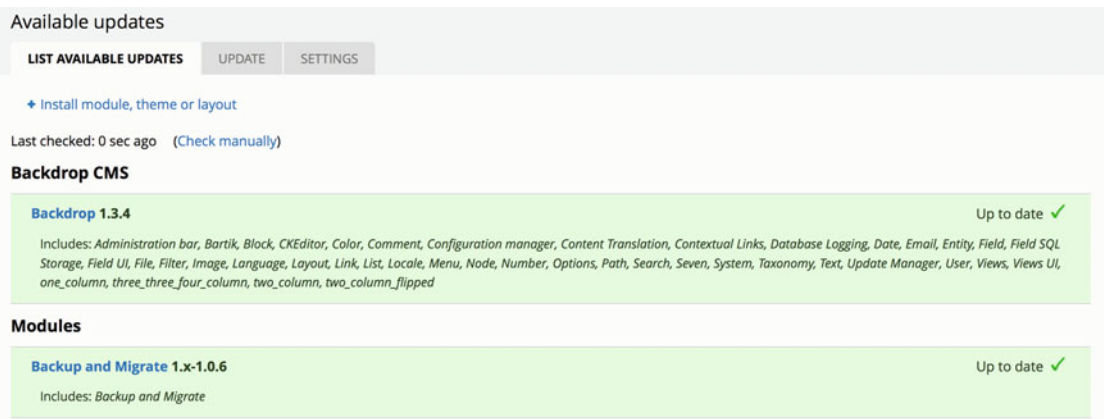 Available updates
LIST AVAILABLE UPDATES UPDATE SETTINGS
+ Install module, theme or layout
Last checked: 0 sec ago (Check manually)
Backdrop CMS
Backdrop 1.3.4 Up to date ✓
Includes: Administration bar, Bartik, Block, CKEditor, Color, Comment, Configuration manager, Content Translation, Contextual Links, Database Logging, Date, Email, Entity, Field, Field SQL
Storage, Field UI, File, Filter, Image, Language, Layout, Link, List, Locale, Menu, Node, Number, Options, Path, Search, Seven, System, Taxonomy, Text, Update Manager, User, Views, Views UI,
one_column, three_three_four_column, two_column, two_column_flipped
Modules
Backup and Migrate 1.x-1.0.6 Up to date ✓
Includes: Backup and Migrate